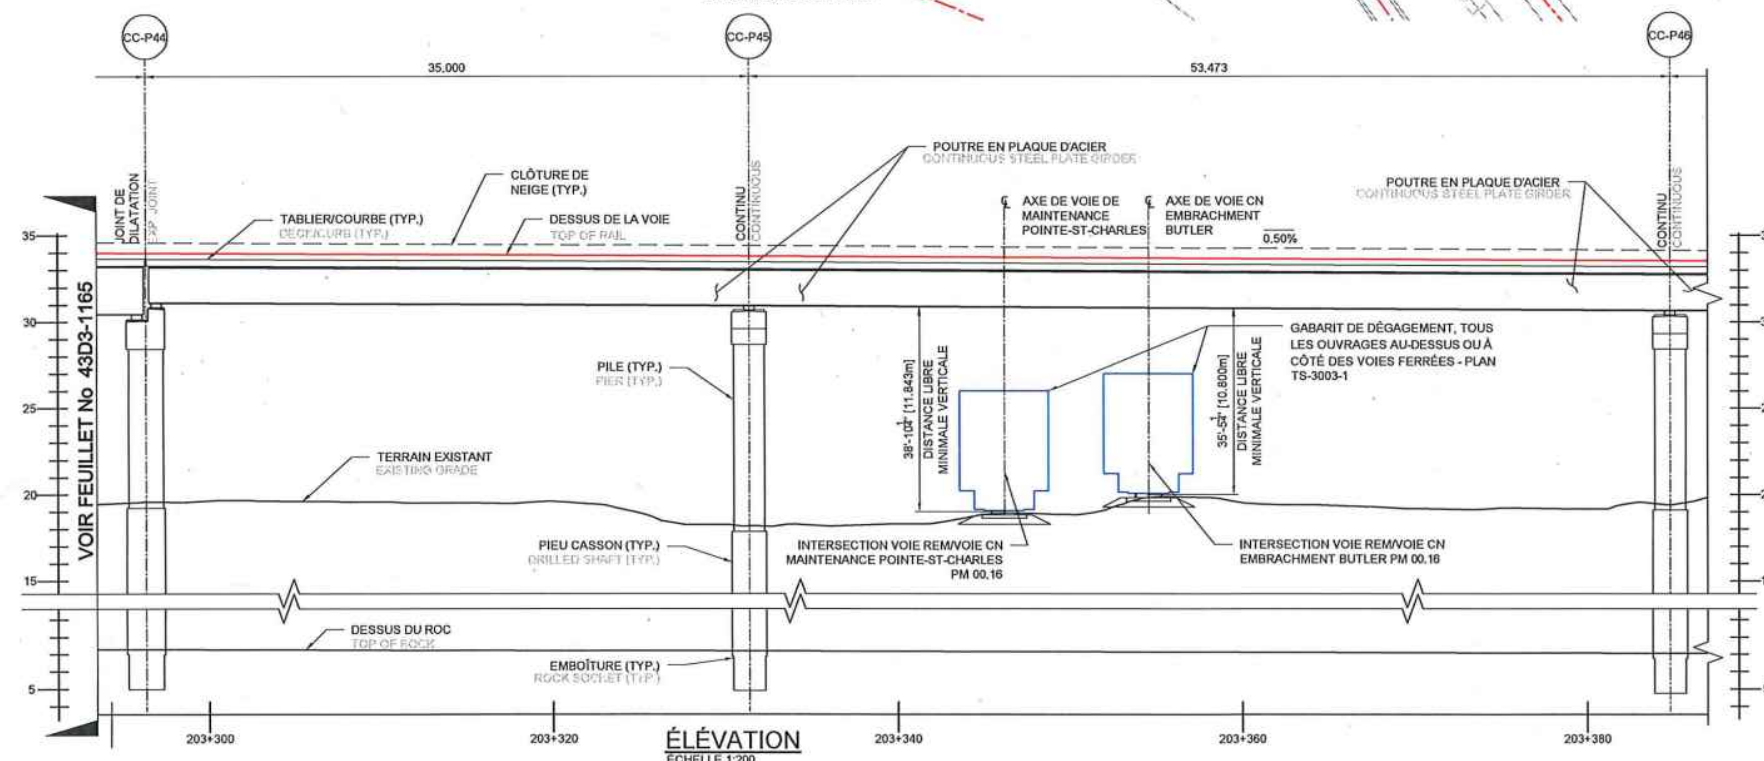 CC-P44
CC-P45
CC-P46
35,000
53,473
JOINT DE
DILATATION
EXP. JOINT
CLÔTURE DE
NEIGE (TYP.)
TABLIER/COURBE (TYP.)
DECK/CURB (TYP.)
DESSUS DE LA VOIE
TOP OF RAIL
CONTINU
CONTINUOUS
POUTRE EN PLAQUE D'ACIER
CONTINUOUS STEEL PLATE GIRDER
℄ AXE DE VOIE DE
MAINTENANCE
POINTE-ST-CHARLES
℄ AXE DE VOIE CN
EMBRACHMENT
BUTLER
0.50%
POUTRE EN PLAQUE D'ACIER
CONTINUOUS STEEL PLATE GIRDER
CONTINU
CONTINUOUS
35
30
25
20
15
5
VOIR FEUILLET No 43D3-1165
PILE (TYP.)
PIER (TYP.)
38'-10¼" [11.843m]
DISTANCE LIBRE
MINIMALE VERTICALE
35'-5¼" [10.800m]
DISTANCE LIBRE
MINIMALE VERTICALE
GABARIT DE DÉGAGEMENT, TOUS
LES OUVRAGES AU-DESSUS OU À
CÔTÉ DES VOIES FERRÉES - PLAN
TS-3003-1
TERRAIN EXISTANT
EXISTING GRADE
PIEU CASSON (TYP.)
DRILLED SHAFT (TYP.)
INTERSECTION VOIE REM/VOIE CN
MAINTENANCE POINTE-ST-CHARLES
PM 00.16
INTERSECTION VOIE REM/VOIE CN
EMBRACHMENT BUTLER PM 00.16
DESSUS DU ROC
TOP OF ROCK
EMBOÎTURE (TYP.)
ROCK SOCKET (TYP.)
203+300
203+320
203+340
203+360
203+380
ÉLÉVATION
ÉCHELLE 1:200